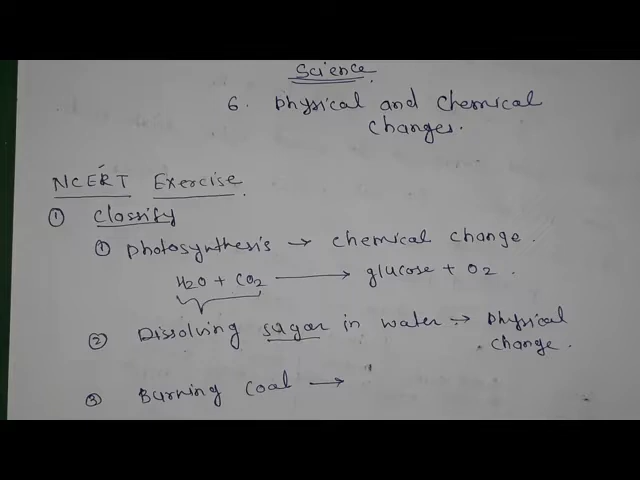 Science.
6. Physical and Chemical
Changes.
NCERT Exercise.
① Classify
① Photosynthesis → Chemical change.
H2O + CO2 → glucose + O2.
② Dissolving sugar in water → Physical
change.
③ Burning Coal →